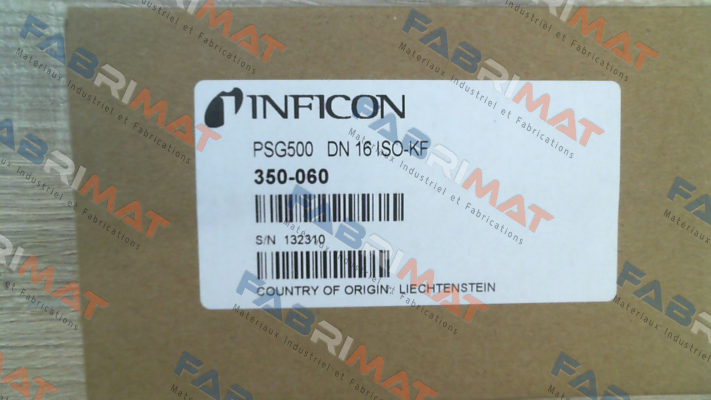 INFICON
PSG500 DN 16 ISO-KF
350-060
S/N 132310
COUNTRY OF ORIGIN: LIECHTENSTEIN
FABRIMAT
Materiaux Industriel et Fabrications